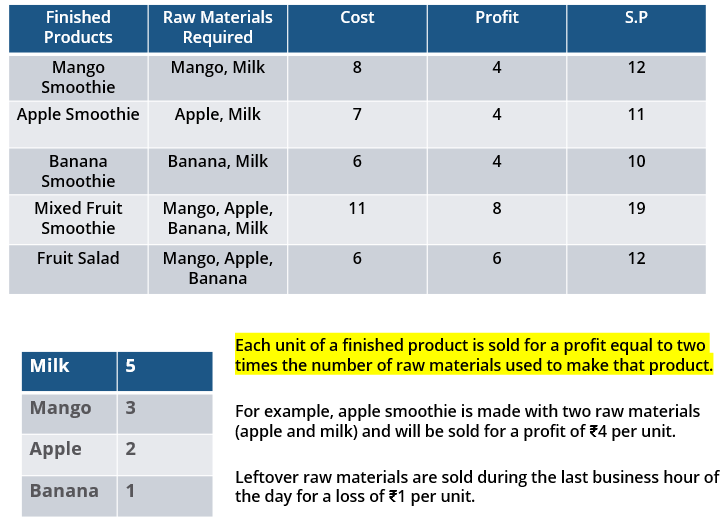 Finished Products Raw Materials Required Cost Profit S.P
Mango Smoothie Mango, Milk 8 4 12
Apple Smoothie Apple, Milk 7 4 11
Banana Smoothie Banana, Milk 6 4 10
Mixed Fruit Smoothie Mango, Apple, Banana, Milk 11 8 19
Fruit Salad Mango, Apple, Banana 6 6 12
Milk 5
Mango 3
Apple 2
Banana 1
Each unit of a finished product is sold for a profit equal to two
times the number of raw materials used to make that product.
For example, apple smoothie is made with two raw materials
(apple and milk) and will be sold for a profit of ₹4 per unit.
Leftover raw materials are sold during the last business hour of
the day for a loss of ₹1 per unit.